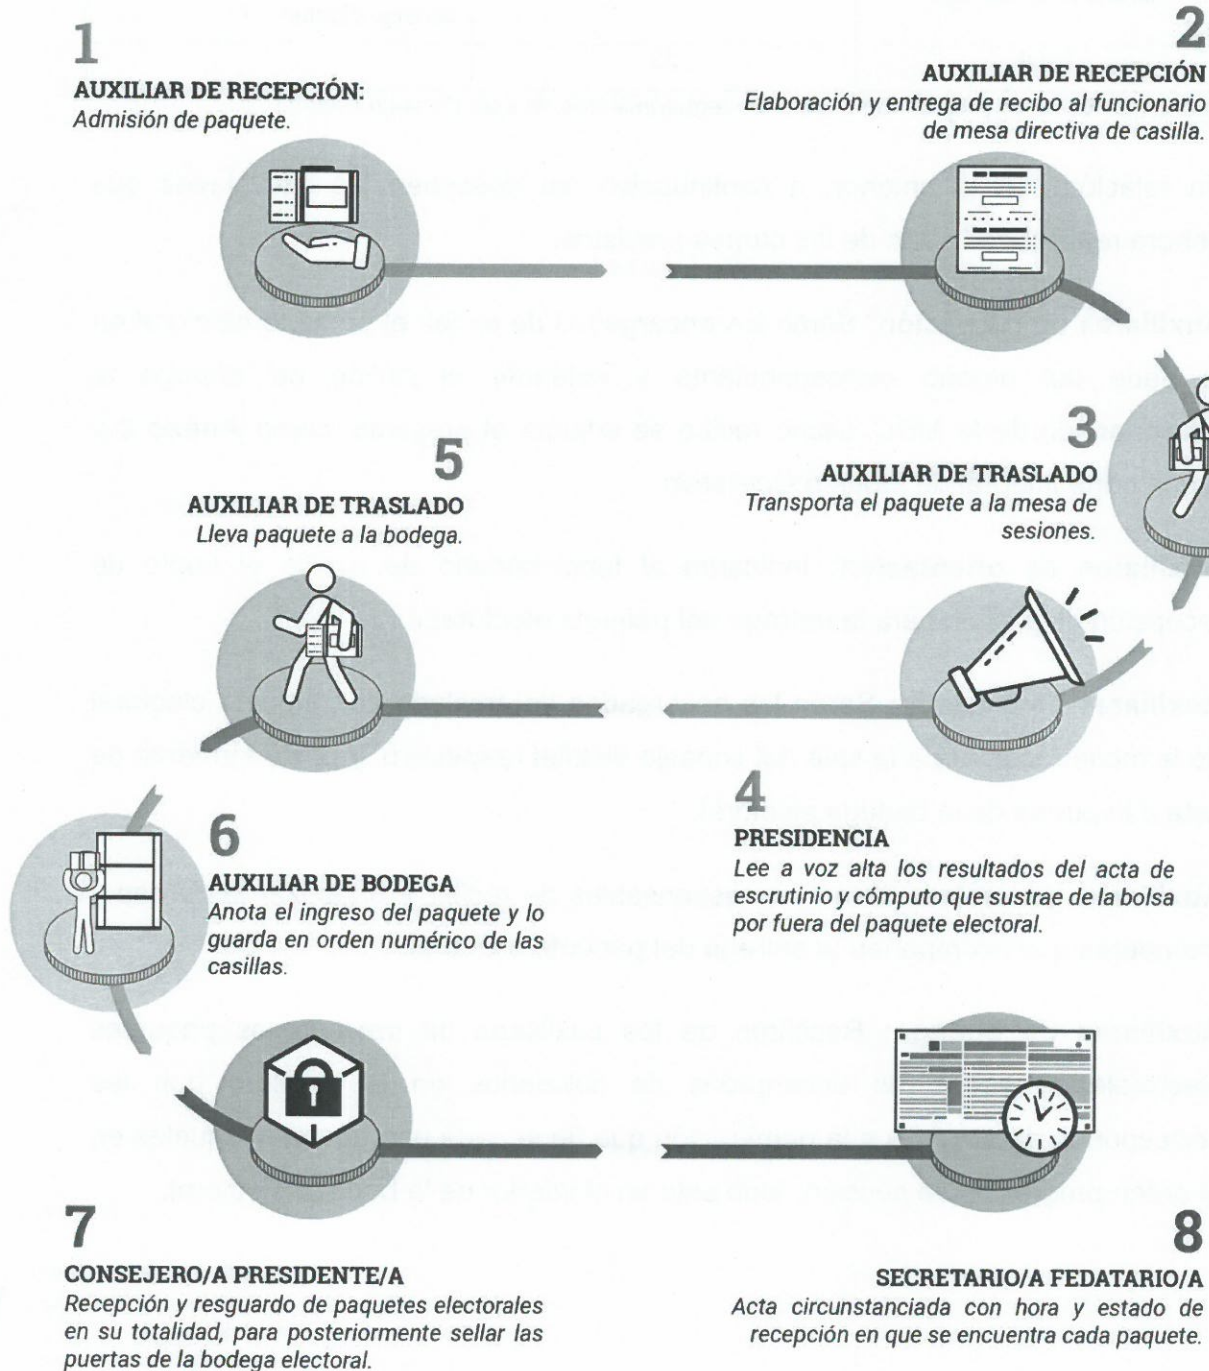 1
AUXILIAR DE RECEPCIÓN:
Admisión de paquete.
2
AUXILIAR DE RECEPCIÓN
Elaboración y entrega de recibo al funcionario
de mesa directiva de casilla.
3
AUXILIAR DE TRASLADO
Transporta el paquete a la mesa de
sesiones.
4
PRESIDENCIA
Lee a voz alta los resultados del acta de
escrutinio y cómputo que sustrae de la bolsa
por fuera del paquete electoral.
5
AUXILIAR DE TRASLADO
Lleva paquete a la bodega.
6
AUXILIAR DE BODEGA
Anota el ingreso del paquete y lo
guarda en orden numérico de las
casillas.
7
CONSEJERO/A PRESIDENTE/A
Recepción y resguardo de paquetes electorales
en su totalidad, para posteriormente sellar las
puertas de la bodega electoral.
8
SECRETARIO/A FEDATARIO/A
Acta circunstanciada con hora y estado de
recepción en que se encuentra cada paquete.